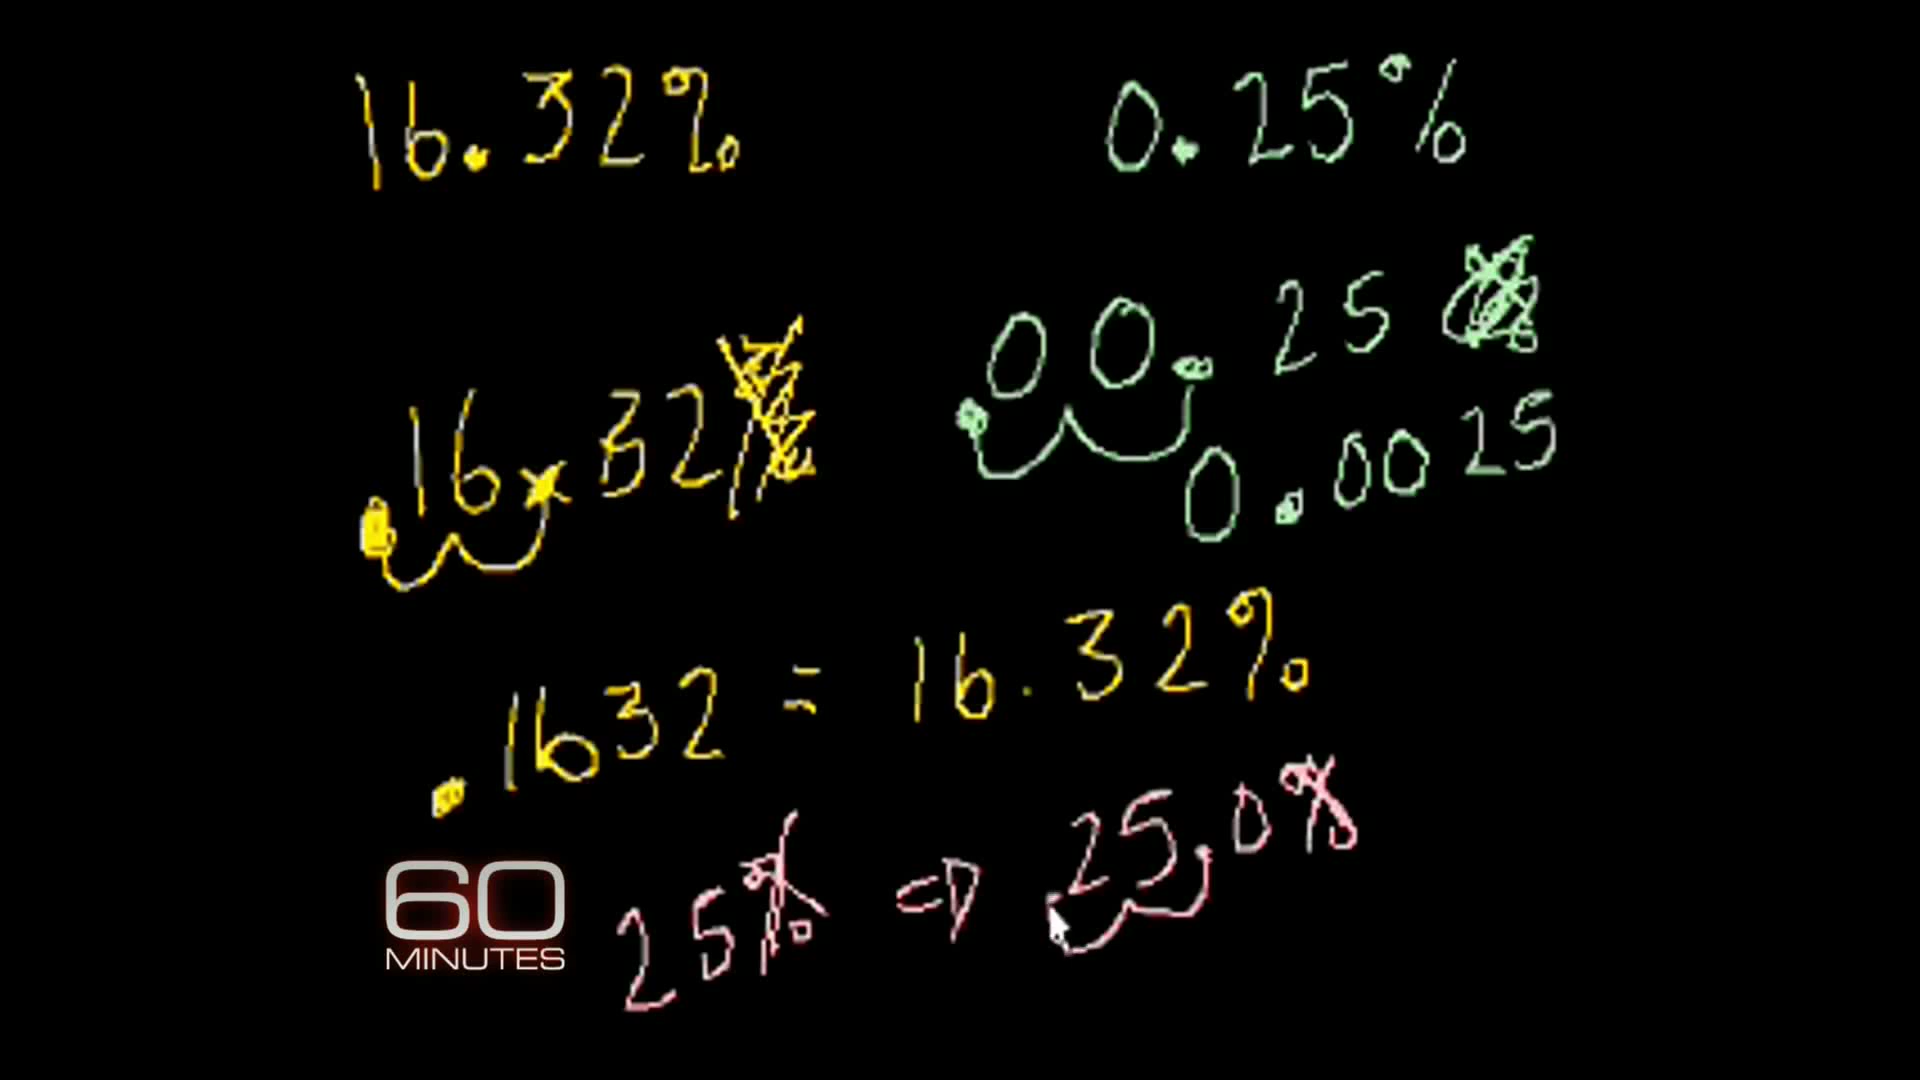 16.32%
0.25%
00.25
.16.32%
0.0025
.1632 = 16.32%
25% ⇒ .25.0%
60
MINUTES